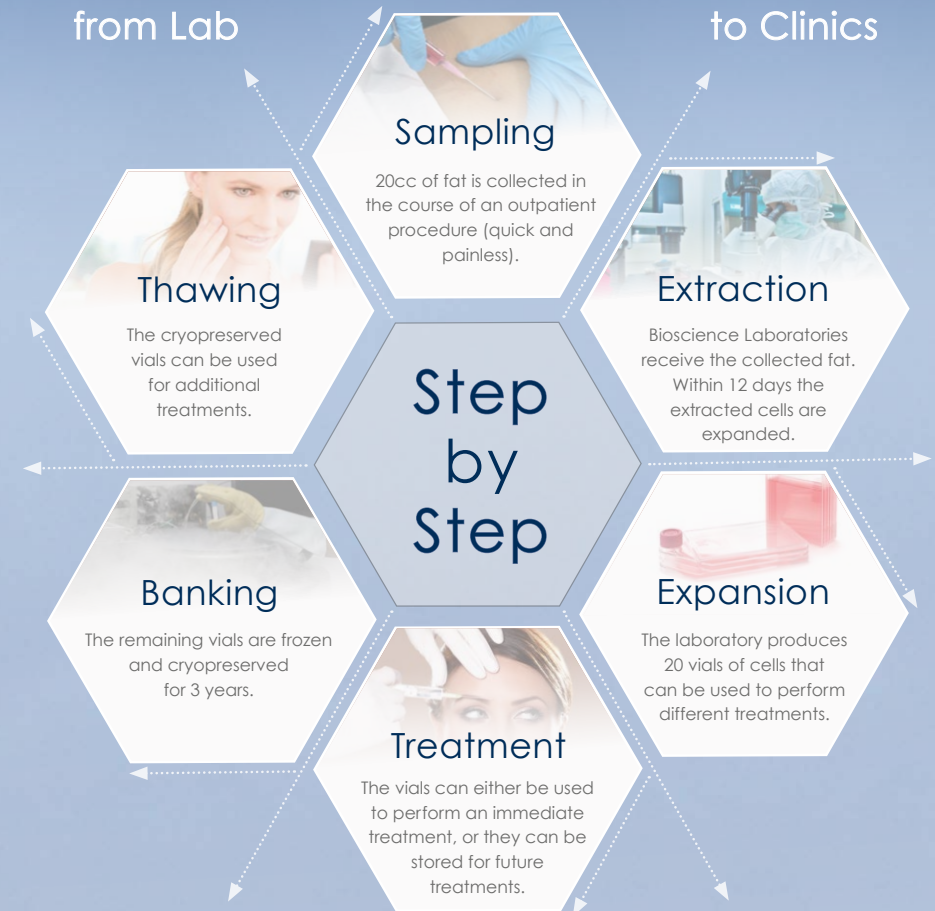 from Lab
to Clinics
Sampling
20cc of fat is collected in
the course of an outpatient
procedure (quick and
painless).
Extraction
Bioscience Laboratories
receive the collected fat.
Within 12 days the
extracted cells are
expanded.
Expansion
The laboratory produces
20 vials of cells that
can be used to perform
different treatments.
Treatment
The vials can either be used
to perform an immediate
treatment, or they can be
stored for future
treatments.
Banking
The remaining vials are frozen
and cryopreserved
for 3 years.
Thawing
The cryopreserved
vials can be used
for additional
treatments.
Step
by
Step